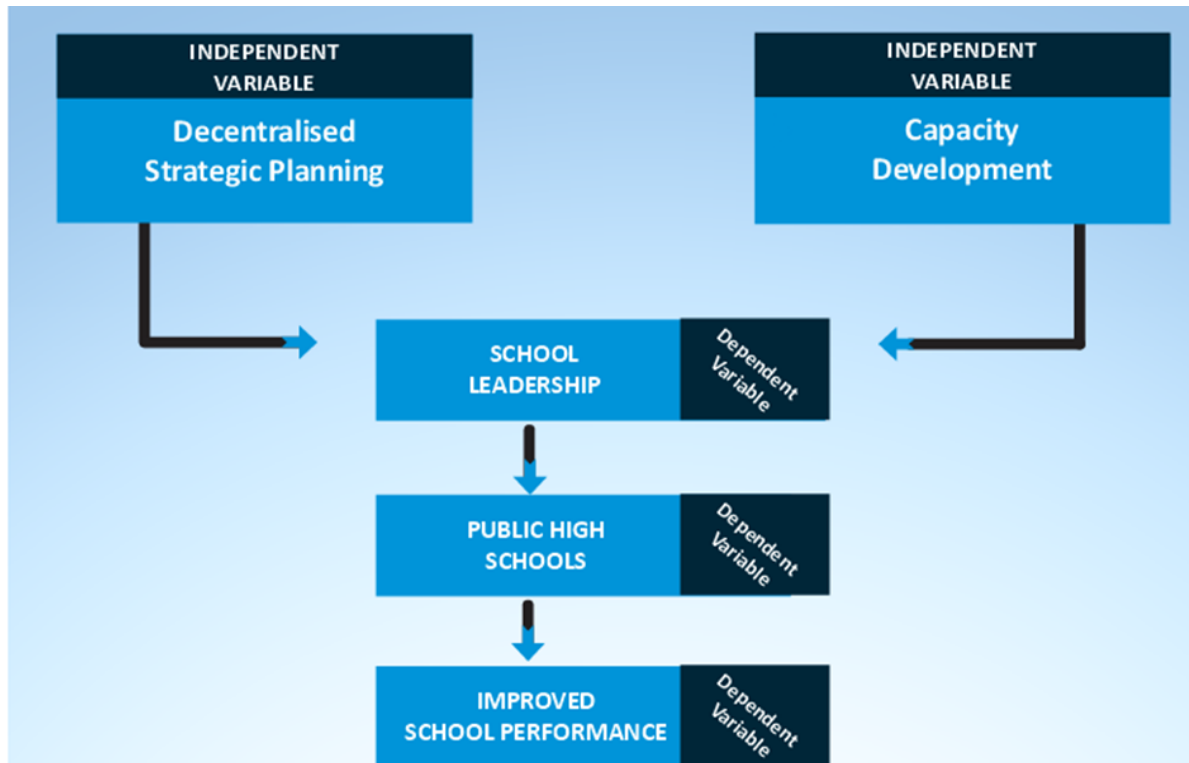 INDEPENDENT
VARIABLE
Decentralised
Strategic Planning
INDEPENDENT
VARIABLE
Capacity
Development
SCHOOL
LEADERSHIP
Dependent
Variable
PUBLIC HIGH
SCHOOLS
Dependent
Variable
IMPROVED
SCHOOL PERFORMANCE
Dependent
Variable